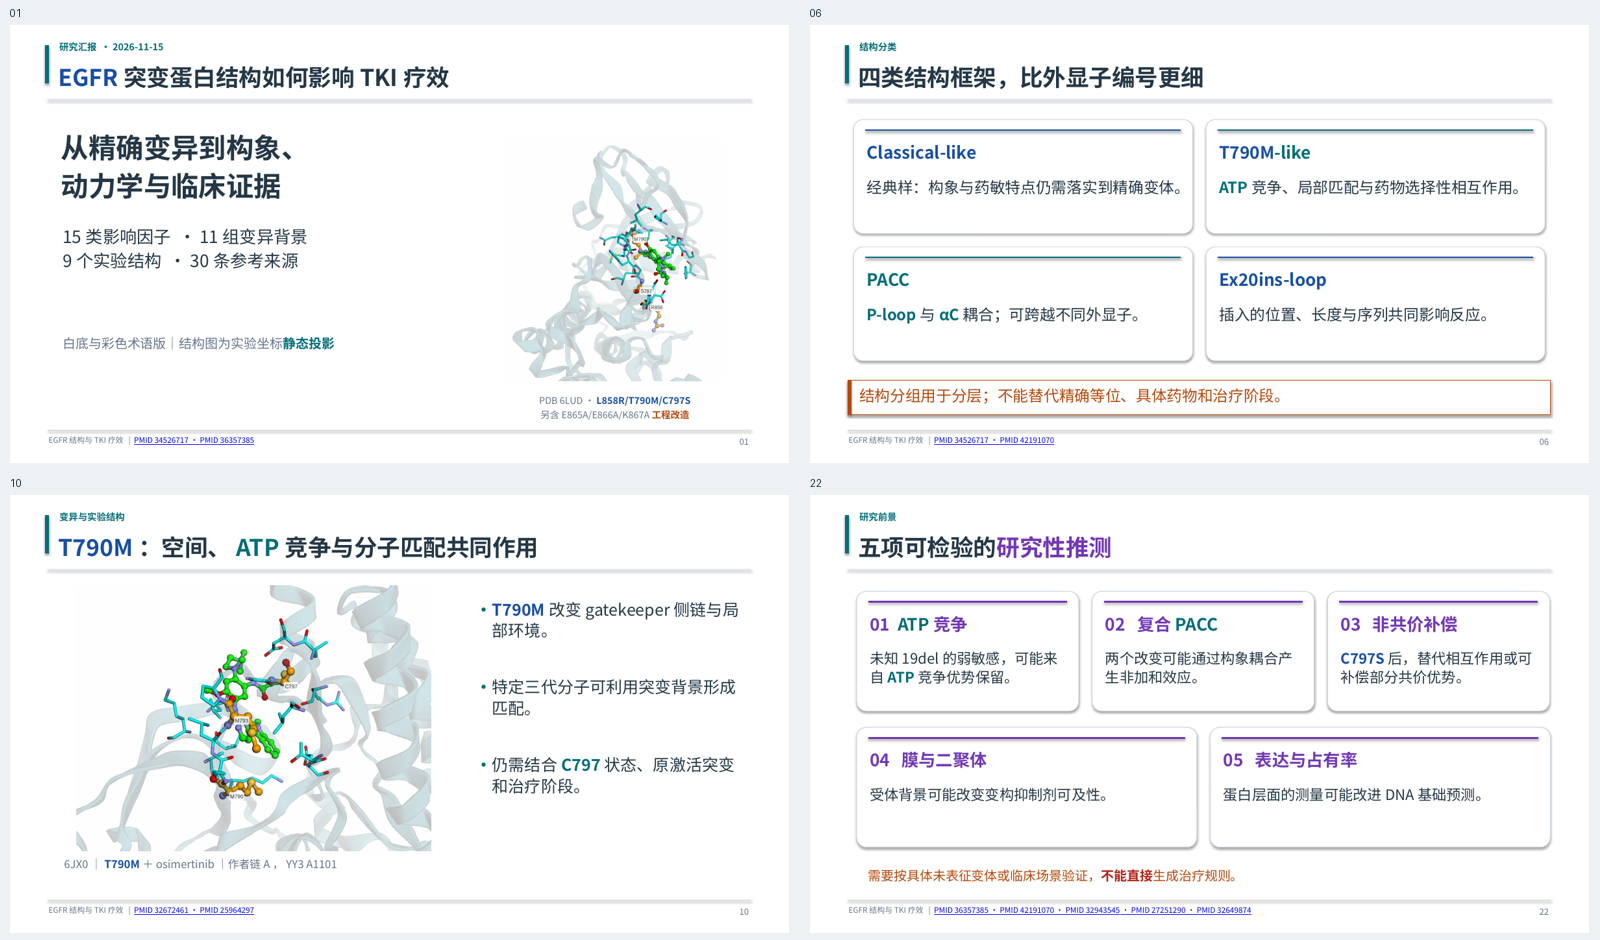 01
研究汇报 • 2026-11-15
EGFR 突变蛋白结构如何影响 TKI 疗效
从精确变异到构象、
动力学与临床证据
15 类影响因子 • 11 组变异背景
9 个实验结构 • 30 条参考来源
白底与彩色术语版｜结构图为实验坐标静态投影
PDB 6LUD • L858R/T790M/C797S
另含 E865A/E866A/K867A 工程改造
EGFR 结构与 TKI 疗效 ｜PMID 34526717 • PMID 36357385
01
06
结构分类
四类结构框架，比外显子编号更细
Classical-like
经典样：构象与药敏特点仍需落实到精确变体。
T790M-like
ATP 竞争、局部匹配与药物选择性相互作用。
PACC
P-loop 与 αC 耦合；可跨越不同外显子。
Ex20ins-loop
插入的位置、长度与序列共同影响反应。
结构分组用于分层；不能替代精确等位、具体药物和治疗阶段。
EGFR 结构与 TKI 疗效 ｜PMID 34526717 • PMID 42191070
06
10
变异与实验结构
T790M ：空间、 ATP 竞争与分子匹配共同作用
C797
M793
M790
• T790M 改变 gatekeeper 侧链与局
部环境。
• 特定三代分子可利用突变背景形成
匹配。
• 仍需结合 C797 状态、原激活突变
和治疗阶段。
6JX0 ｜ T790M + osimertinib ｜作者链 A ， YY3 A1101
EGFR 结构与 TKI 疗效 ｜PMID 32672461 • PMID 25964297
10
22
研究前景
五项可检验的研究性推测
01 ATP 竞争
未知 19del 的弱敏感，可能来
自 ATP 竞争优势保留。
02 复合 PACC
两个改变可能通过构象耦合产
生非加和效应。
03 非共价补偿
C797S 后，替代相互作用或可
补偿部分共价优势。
04 膜与二聚体
受体背景可能改变变构抑制剂可及性。
05 表达与占有率
蛋白层面的测量可能改进 DNA 基础预测。
需要按具体未表征变体或临床场景验证，不能直接生成治疗规则。
EGFR 结构与 TKI 疗效 ｜PMID 36357385 • PMID 42191070 • PMID 32943545 • PMID 27251290 • PMID 32649874
22